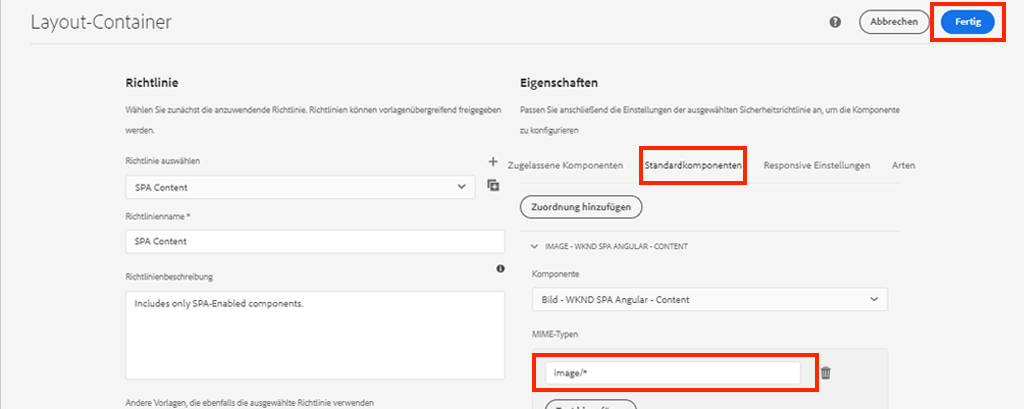 Layout-Container
Abbrechen
Fertig
Richtlinie
Wählen Sie zunächst die anzuwendende Richtlinie. Richtlinien können vorlagenübergreifend freigegeben
werden.
Richtlinie auswählen
SPA Content
Richtlinienname *
SPA Content
Richtlinienbeschreibung
Includes only SPA-Enabled components.
Andere Vorlagen, die ebenfalls die ausgewählte Richtlinie verwenden
Eigenschaften
Passen Sie anschließend die Einstellungen der ausgewählten Sicherheitsrichtlinie an, um die Komponente
zu konfigurieren
Zugelassene Komponenten Standardkomponenten Responsive Einstellungen Arten
Zuordnung hinzufügen
IMAGE - WKND SPA ANGULAR - CONTENT
Komponente
Bild - WKND SPA Angular - Content
MIME-Typen
image/*